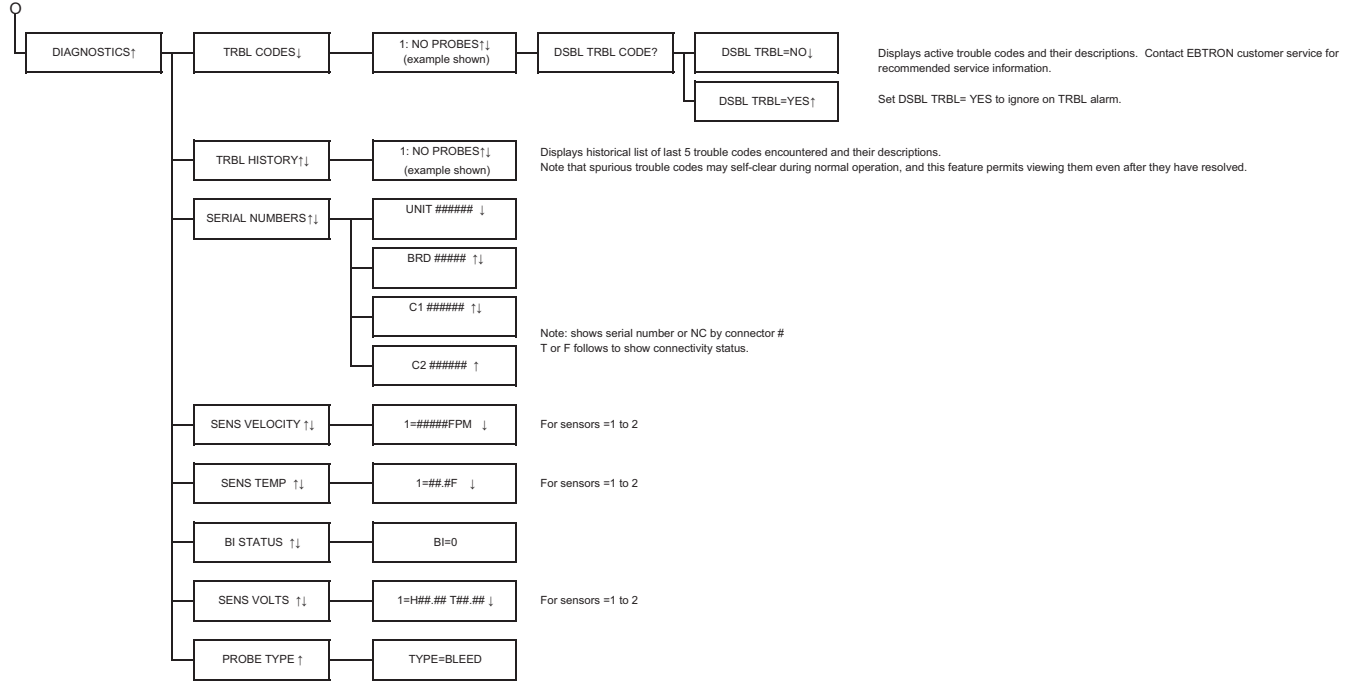 O
DIAGNOSTICS↑
TRBL CODES↓
1: NO PROBES↑↓
(example shown)
DSBL TRBL CODE?
DSBL TRBL=NO↓
DSBL TRBL=YES↑
Displays active trouble codes and their descriptions. Contact EBTRON customer service for
recommended service information.
Set DSBL TRBL= YES to ignore on TRBL alarm.
TRBL HISTORY↑↓
1: NO PROBES↑↓
(example shown)
Displays historical list of last 5 trouble codes encountered and their descriptions.
Note that spurious trouble codes may self-clear during normal operation, and this feature permits viewing them even after they have resolved.
SERIAL NUMBERS↑↓
UNIT ###### ↓
BRD ##### ↑↓
C1 ###### ↑↓
C2 ###### ↑
Note: shows serial number or NC by connector #
T or F follows to show connectivity status.
SENS VELOCITY ↑↓
1=#####FPM ↓
For sensors =1 to 2
SENS TEMP ↑↓
1=##.#F ↓
For sensors =1 to 2
BI STATUS ↑↓
BI=0
SENS VOLTS ↑↓
1=H##.## T##.## ↓
For sensors =1 to 2
PROBE TYPE ↑
TYPE=BLEED